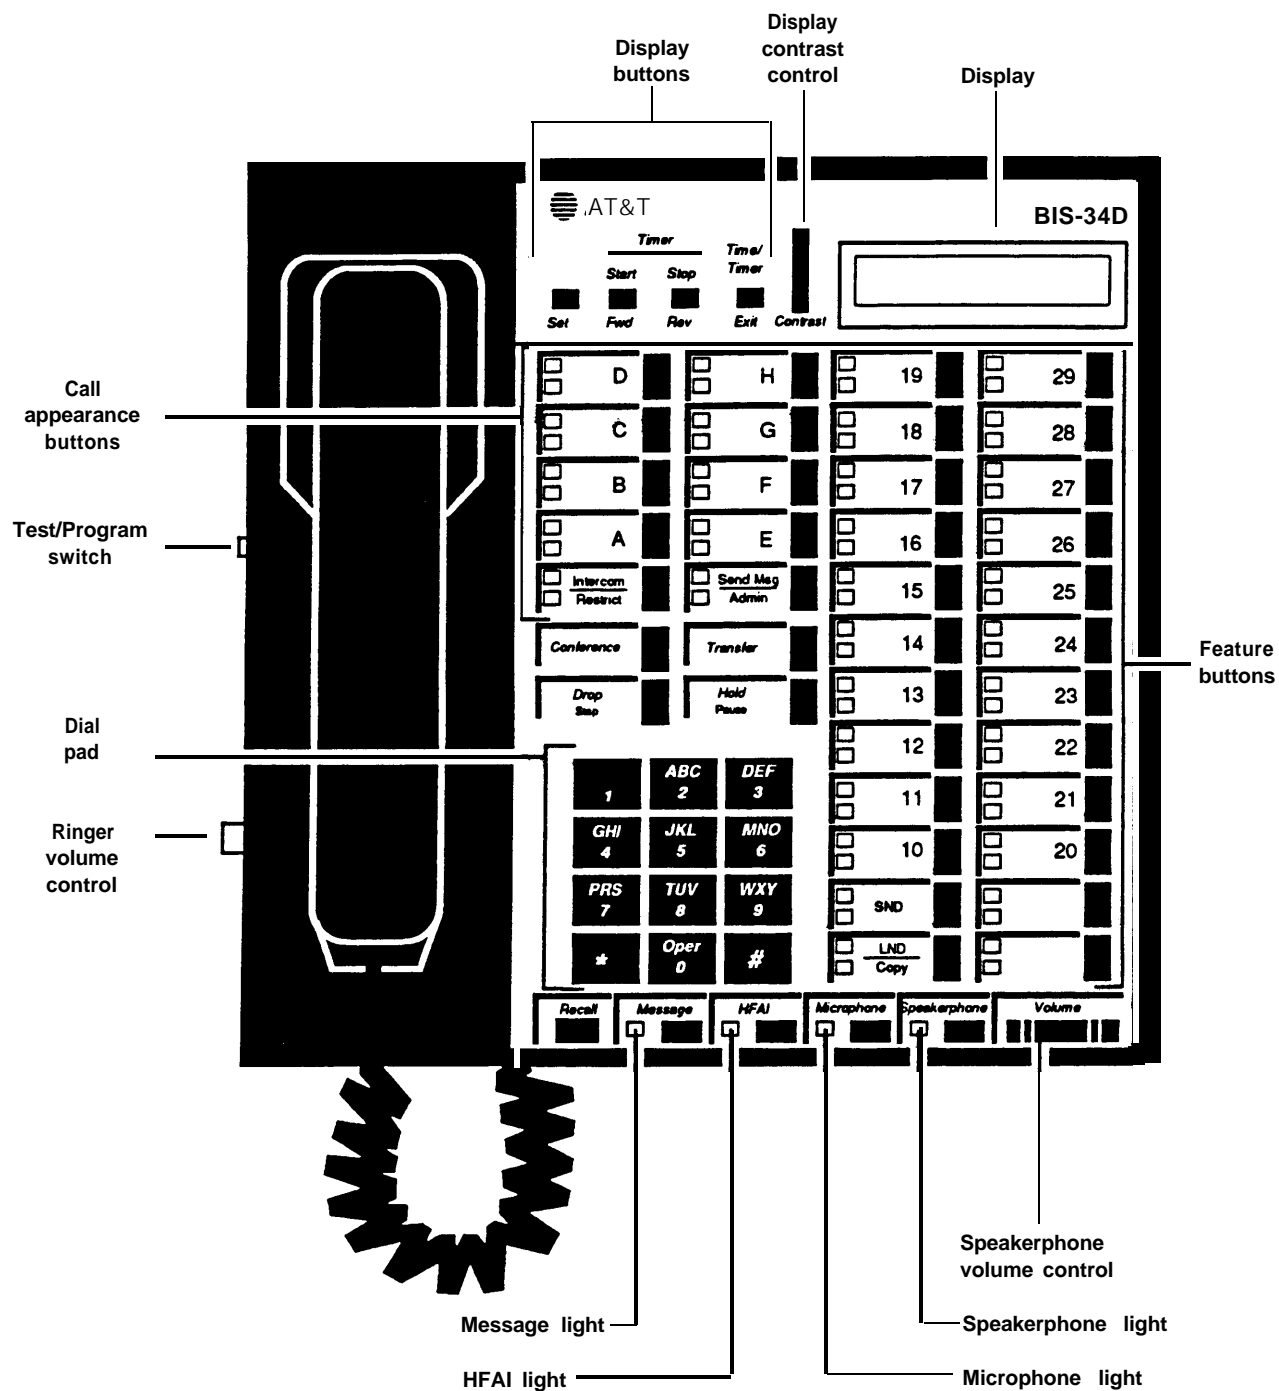 Display
contrast
control
Display
buttons
Display
AT&T
BIS-34D
Timer
Time/
Timer
Start
Stop
Set
Fwd
Rev
Exit
Contrast
Call
appearance
buttons
D
H
19
29
C
G
18
28
B
F
17
27
Test/Program
switch
A
E
16
26
Intercom
Restrict
Send Msg
Admin
15
25
Conference
Transfer
14
24
Feature
buttons
Drop
Stop
Hold
Pause
13
23
Dial
pad
12
22
1
ABC
2
DEF
3
11
21
Ringer
volume
control
GHI
4
JKL
5
MNO
6
10
20
PRS
7
TUV
8
WXY
9
SND
*
Oper
0
#
LND
Copy
Recall
Message
HFAI
Microphone
Speakerphone
Volume
Speakerphone
volume control
Message light
Speakerphone light
HFAI light
Microphone light